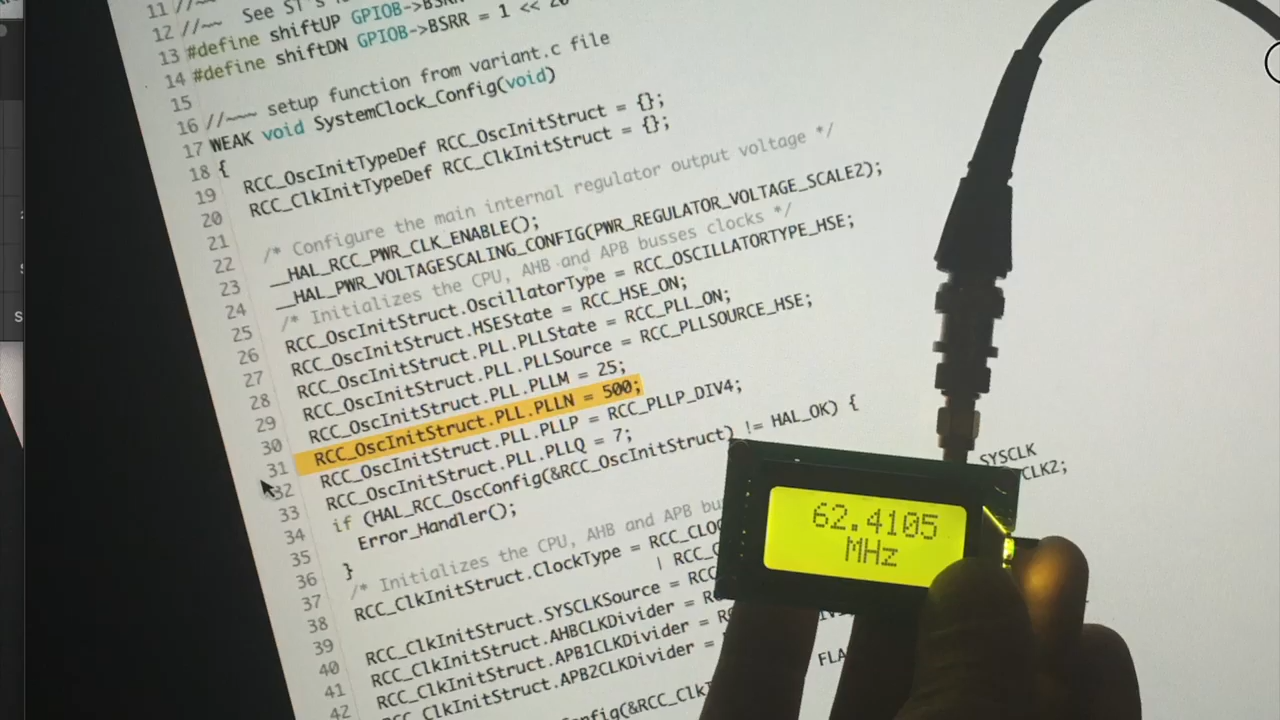 11 //~~
12 //~~ See ST's
13 #define shiftUP GPIOB->BSRR
14 #define shiftDN GPIOB->BSRR = 1 <<
15
16 //~~~ setup function from variant.c file
17 WEAK void SystemClock_Config(void)
18 {
19 RCC_OscInitTypeDef RCC_OscInitStruct = {};
20 RCC_ClkInitTypeDef RCC_ClkInitStruct = {};
21
22 /* Configure the main internal regulator output voltage */
23 __HAL_RCC_PWR_CLK_ENABLE();
24 __HAL_PWR_VOLTAGESCALING_CONFIG(PWR_REGULATOR_VOLTAGE_SCALE2);
25 /* Initializes the CPU, AHB and APB busses clocks */
26 RCC_OscInitStruct.OscillatorType = RCC_OSCILLATORTYPE_HSE;
27 RCC_OscInitStruct.HSEState = RCC_HSE_ON;
28 RCC_OscInitStruct.PLL.PLLState = RCC_PLL_ON;
29 RCC_OscInitStruct.PLL.PLLSource = RCC_PLLSOURCE_HSE;
30 RCC_OscInitStruct.PLL.PLLM = 25;
31 RCC_OscInitStruct.PLL.PLLN = 500;
32 RCC_OscInitStruct.PLL.PLLP = RCC_PLLP_DIV4;
33 RCC_OscInitStruct.PLL.PLLQ = 7;
34 if (HAL_RCC_OscConfig(&RCC_OscInitStruct) != HAL_OK) {
35 Error_Handler();
36 }
37 /* Initializes the CPU, AHB and APB bu
38 RCC_ClkInitStruct.ClockType = RCC_CLO SYSCLK
| RCC_C CLK2;
39 RCC_ClkInitStruct.SYSCLKSource = RCC
40 RCC_ClkInitStruct.AHBCLKDivider = R
41 RCC_ClkInitStruct.APB1CLKDivider = R
42 RCC_ClkInitStruct.APB2CLKDivider =
nfig(&RCC_ClkI FLA
62.4105
MHz